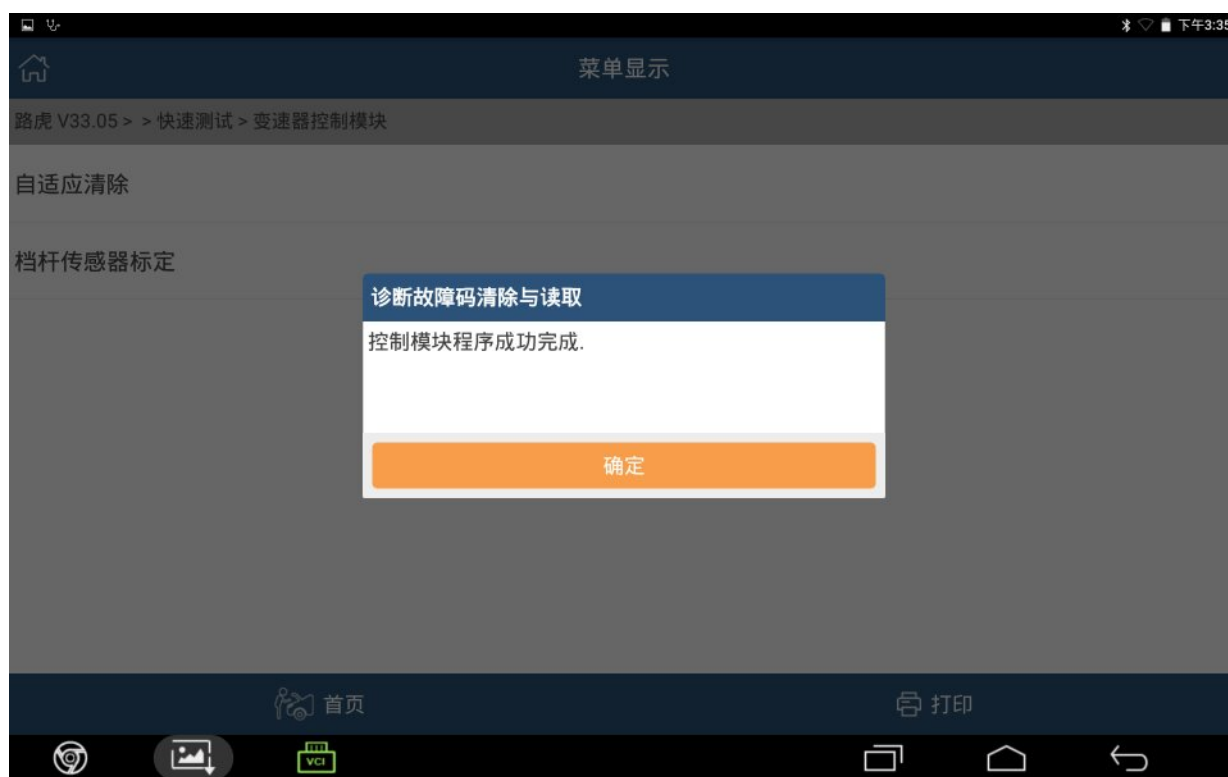 下午3:35
菜单显示
路虎 V33.05 > > 快速测试 > 变速器控制模块
自适应清除
档杆传感器标定
诊断故障码清除与读取
控制模块程序成功完成.
确定
首页
打印
VCI